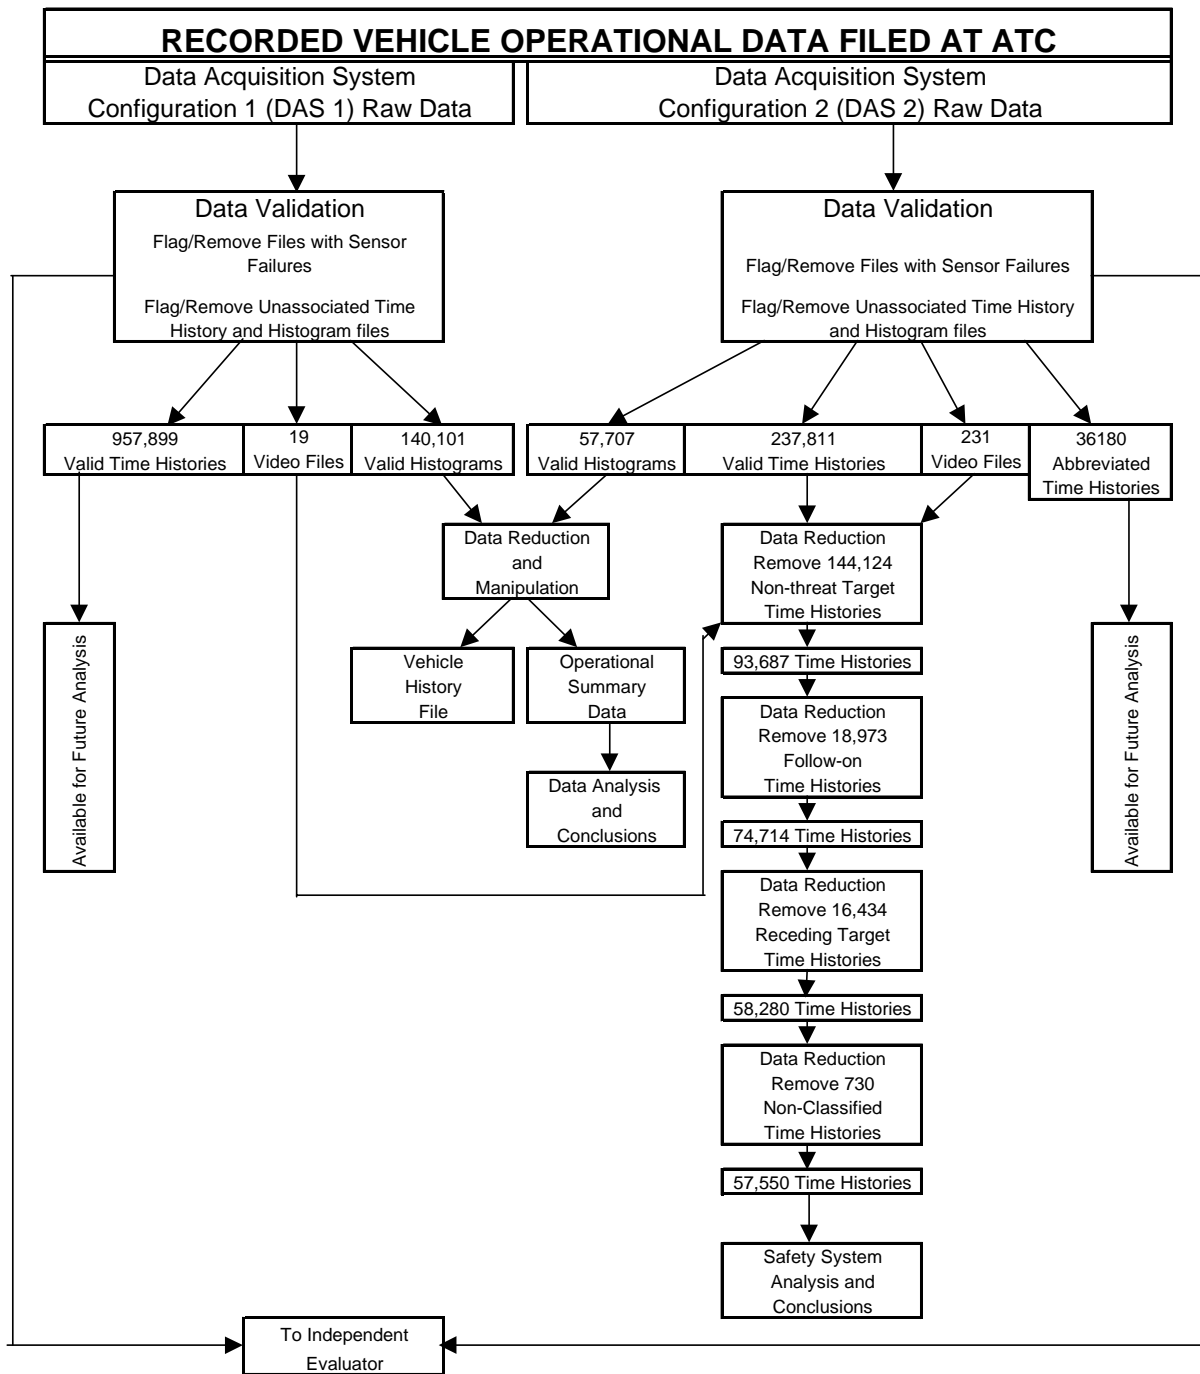 RECORDED VEHICLE OPERATIONAL DATA FILED AT ATC
Data Acquisition System
Configuration 1 (DAS 1) Raw Data
Data Acquisition System
Configuration 2 (DAS 2) Raw Data
Data Validation
Flag/Remove Files with Sensor
Failures
Flag/Remove Unassociated Time
History and Histogram files
Data Validation
Flag/Remove Files with Sensor Failures
Flag/Remove Unassociated Time History
and Histogram files
957,899
Valid Time Histories
19
Video Files
140,101
Valid Histograms
57,707
Valid Histograms
237,811
Valid Time Histories
231
Video Files
36180
Abbreviated
Time Histories
Data Reduction
and
Manipulation
Data Reduction
Remove 144,124
Non-threat Target
Time Histories
Available for Future Analysis
Vehicle
History
File
Operational
Summary
Data
93,687 Time Histories
Available for Future Analysis
Data Reduction
Remove 18,973
Follow-on
Time Histories
Data Analysis
and
Conclusions
74,714 Time Histories
Data Reduction
Remove 16,434
Receding Target
Time Histories
58,280 Time Histories
Data Reduction
Remove 730
Non-Classified
Time Histories
57,550 Time Histories
Safety System
Analysis and
Conclusions
To Independent
Evaluator